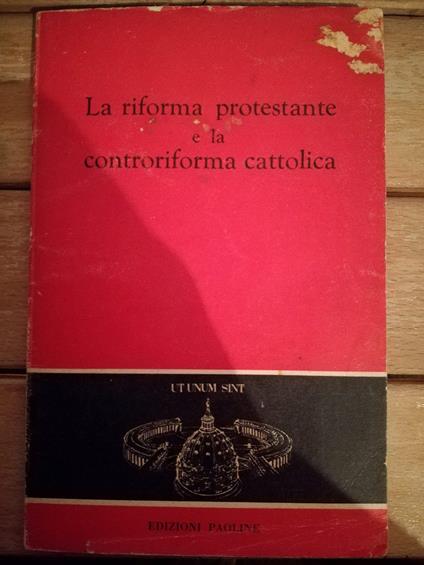 La riforma protestante
e la
controriforma cattolica
UT UNUM SINT
EDIZIONI PAOLINE